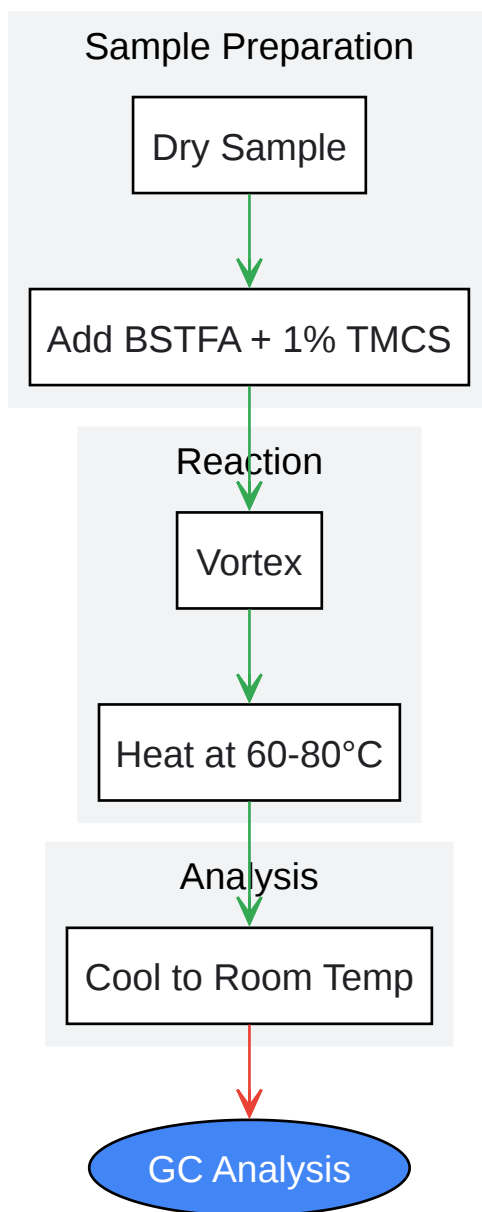 Sample Preparation
Dry Sample
Add BSTFA + 1% TMCS
Reaction
Vortex
Heat at 60-80°C
Analysis
Cool to Room Temp
GC Analysis